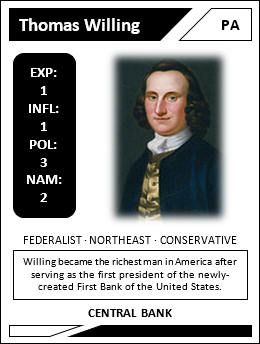 Thomas Willing
PA
EXP:
1
INFL:
1
POL:
3
NAM:
2
FEDERALIST · NORTHEAST · CONSERVATIVE
Willing became the richest man in America after
serving as the first president of the newly-
created First Bank of the United States.
CENTRAL BANK